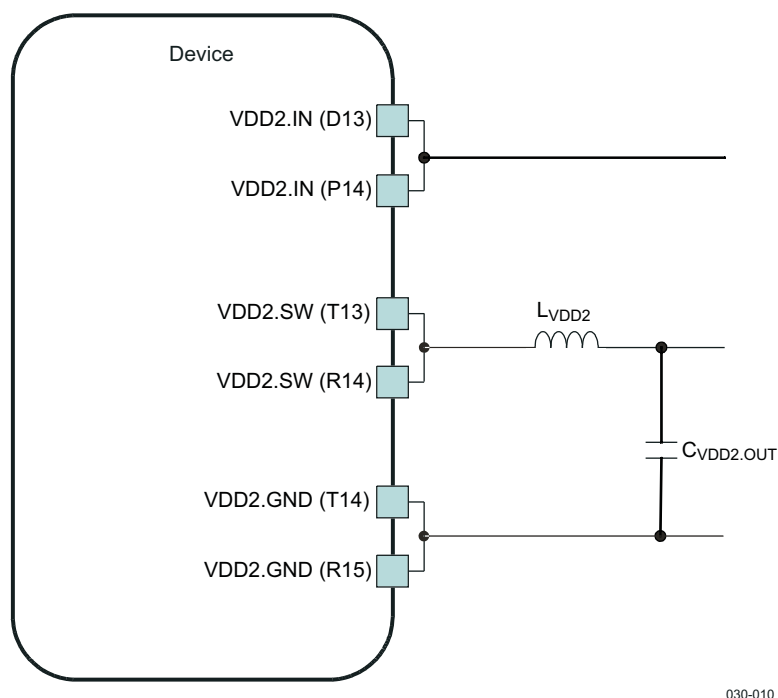 Device
VDD2.IN (D13)
VDD2.IN (P14)
VDD2.SW (T13)
LVDD2
VDD2.SW (R14)
CVDD2.OUT
VDD2.GND (T14)
VDD2.GND (R15)
030-010